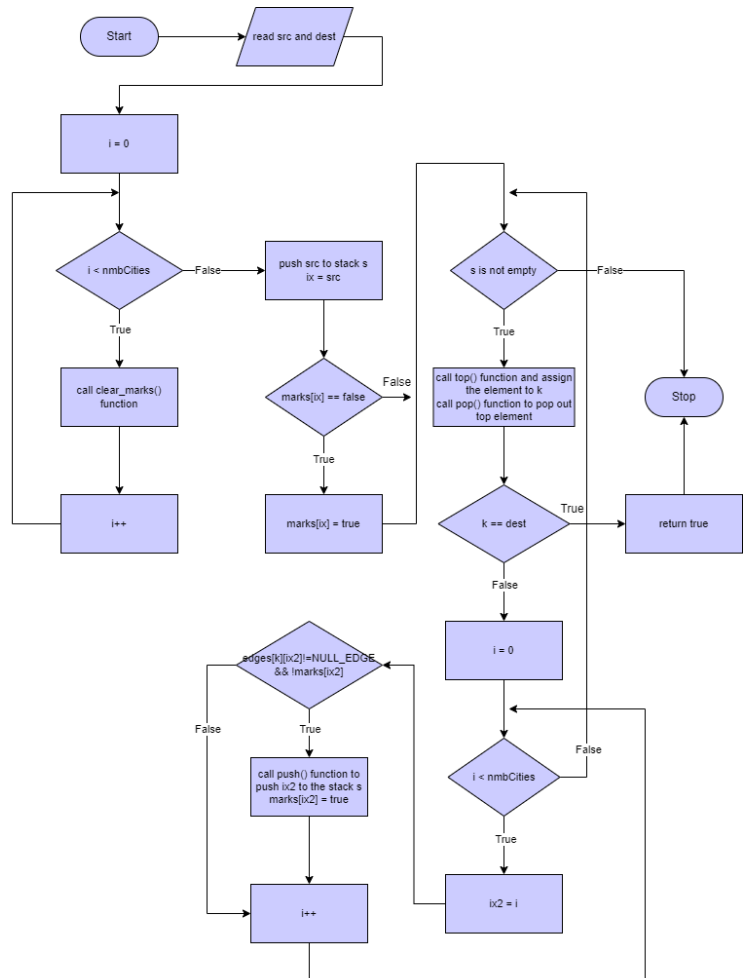 Start
read src and dest
i = 0
i < nmbCities
False
True
call clear_marks()
function
i++
push src to stack s
ix = src
marks[ix] == false
False
True
marks[ix] = true
s is not empty
False
True
call top() function and assign
the element to k
call pop() function to pop out
top element
Stop
k == dest
True
return true
False
i = 0
i < nmbCities
False
True
ix2 = i
edges[k][ix2]!=NULL_EDGE
&& !marks[ix2]
False
True
call push() function to
push ix2 to the stack s
marks[ix2] = true
i++